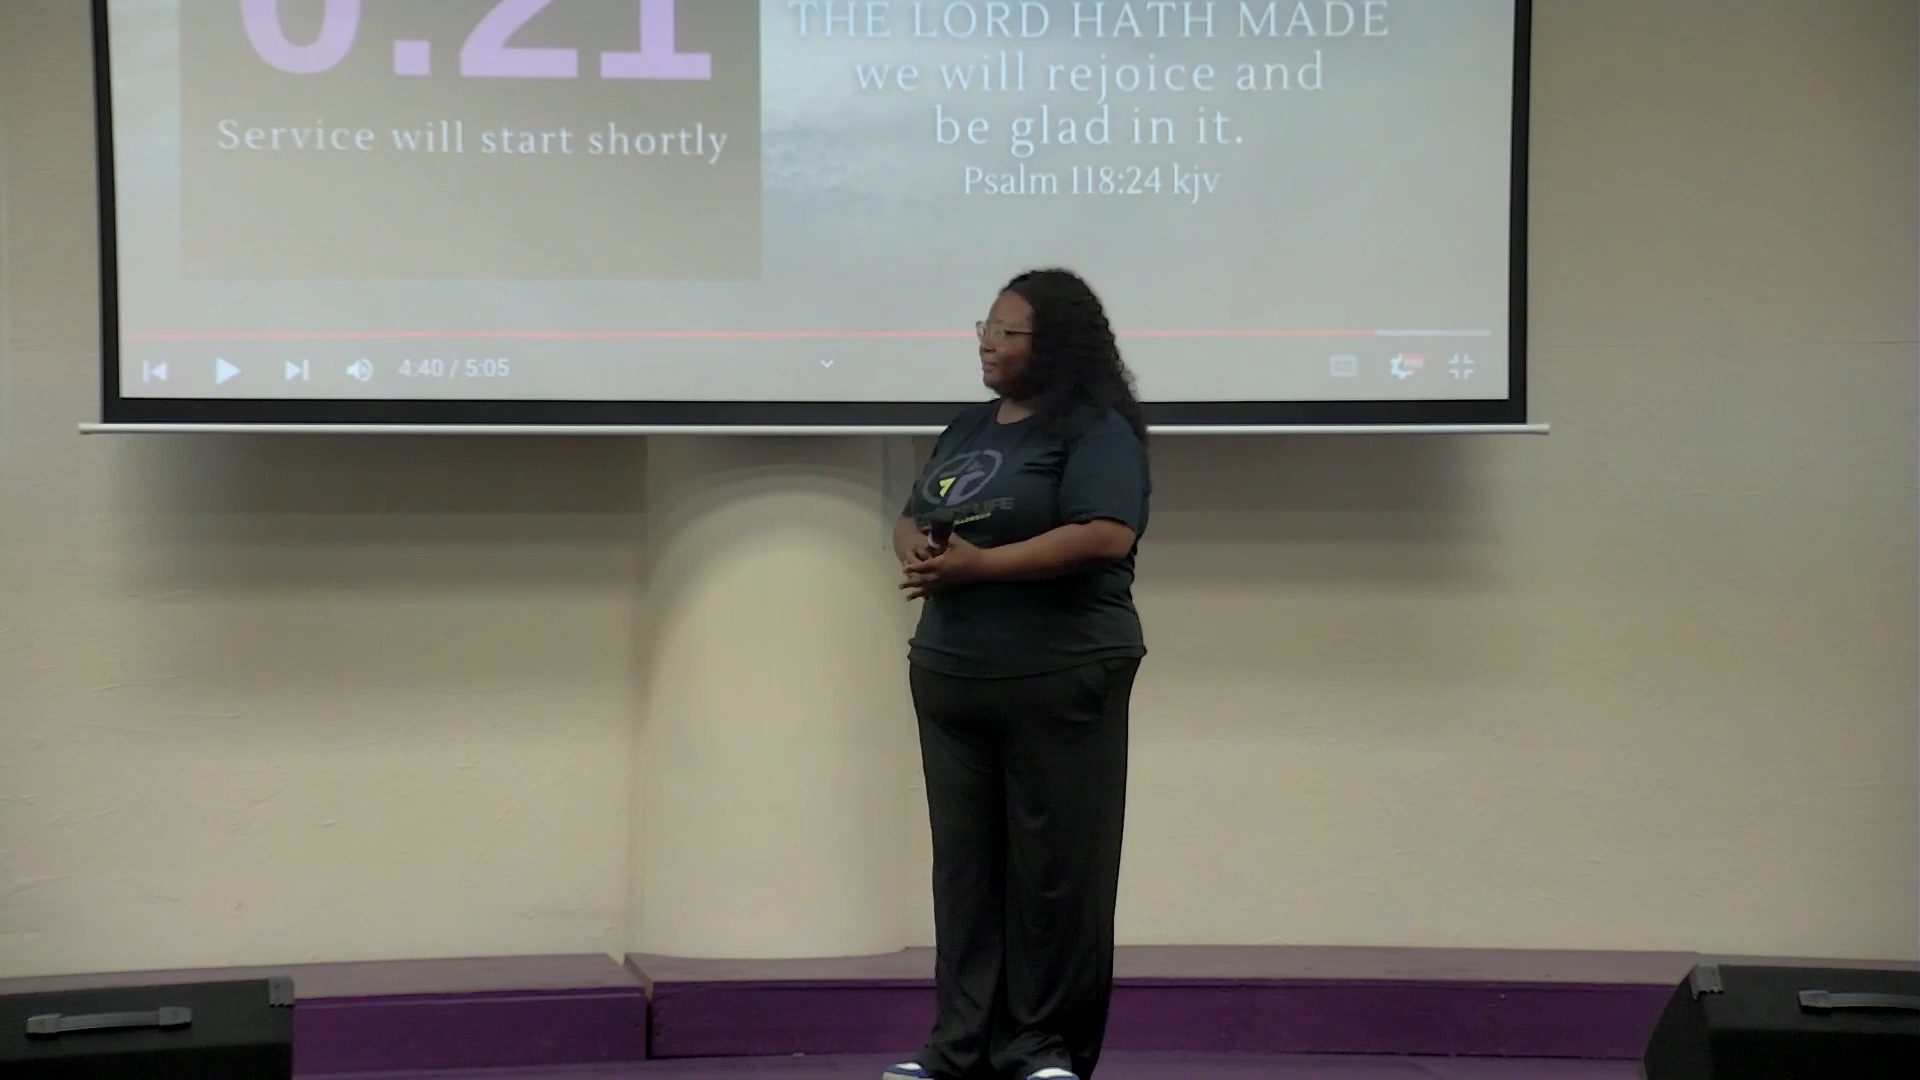 0:21
Service will start shortly
THE LORD HATH MADE
we will rejoice and
be glad in it.
Psalm 118:24 kjv
4:40 / 5:05
LIFE